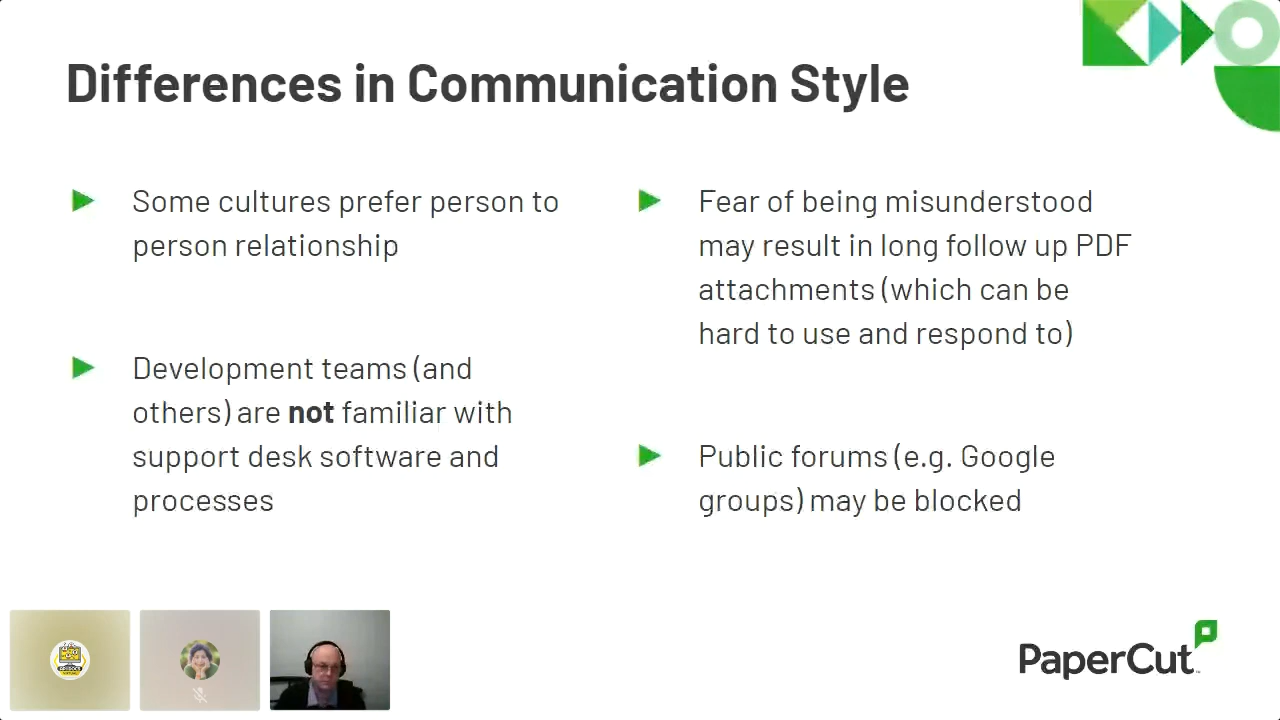 Differences in Communication Style
Some cultures prefer person to
person relationship
Development teams (and
others) are not familiar with
support desk software and
processes
Fear of being misunderstood
may result in long follow up PDF
attachments (which can be
hard to use and respond to)
Public forums (e.g. Google
groups) may be blocked
PaperCut